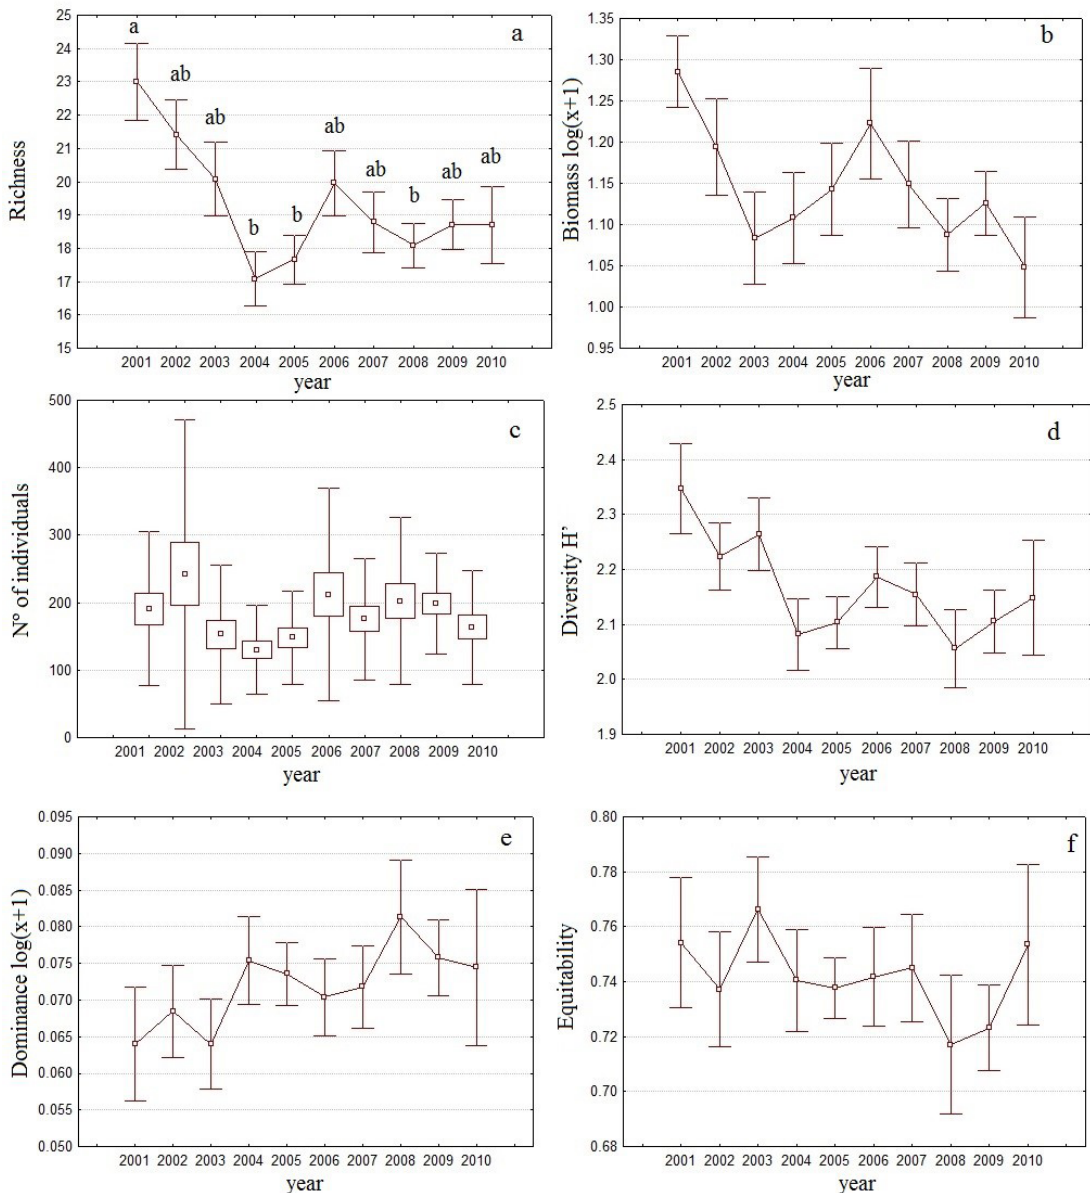 25
24
23
22
21
20
19
18
17
16
15
Richness
a
ab
ab
b
b
ab
ab
b
ab
ab
a
2001 2002 2003 2004 2005 2006 2007 2008 2009 2010
year
1.35
1.30
1.25
1.20
1.15
1.10
1.05
1.00
0.95
Biomass log(x+1)
b
2001 2002 2003 2004 2005 2006 2007 2008 2009 2010
year
500
400
300
200
100
0
N° of individuals
c
2001 2002 2003 2004 2005 2006 2007 2008 2009 2010
year
2.5
2.4
2.3
2.2
2.1
2.0
1.9
Diversity H'
d
2001 2002 2003 2004 2005 2006 2007 2008 2009 2010
year
0.095
0.090
0.085
0.080
0.075
0.070
0.065
0.060
0.055
0.050
Dominance log(x+1)
e
2001 2002 2003 2004 2005 2006 2007 2008 2009 2010
year
0.80
0.78
0.76
0.74
0.72
0.70
0.68
Equitability
f
2001 2002 2003 2004 2005 2006 2007 2008 2009 2010
year